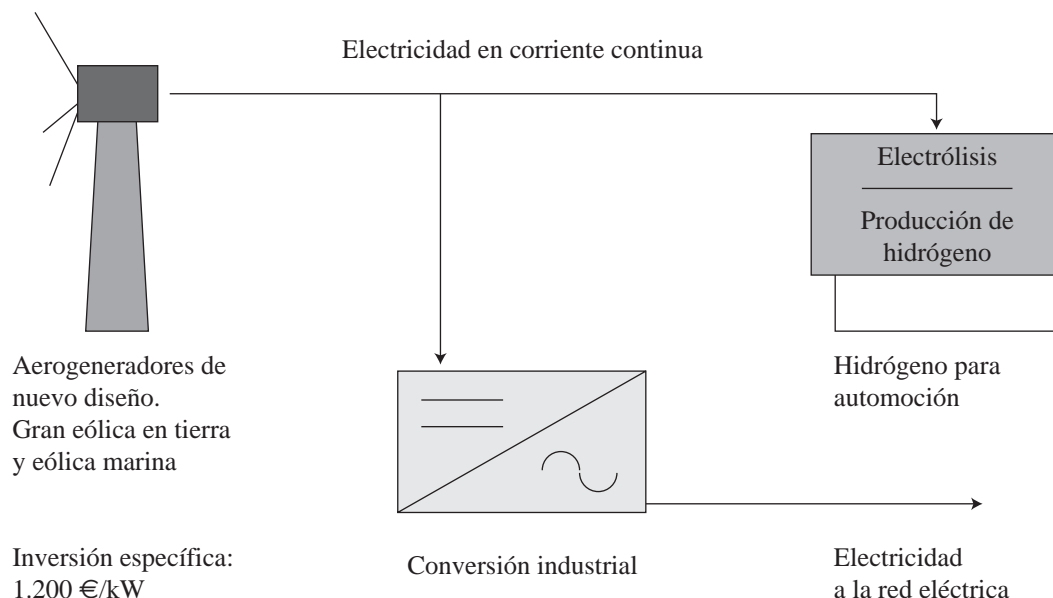 Electricidad en corriente continua
Electrólisis
Producción de
hidrógeno
Aerogeneradores de
nuevo diseño.
Gran eólica en tierra
y eólica marina
Hidrógeno para
automoción
Inversión específica:
1.200 €/kW
Conversión industrial
Electricidad
a la red eléctrica